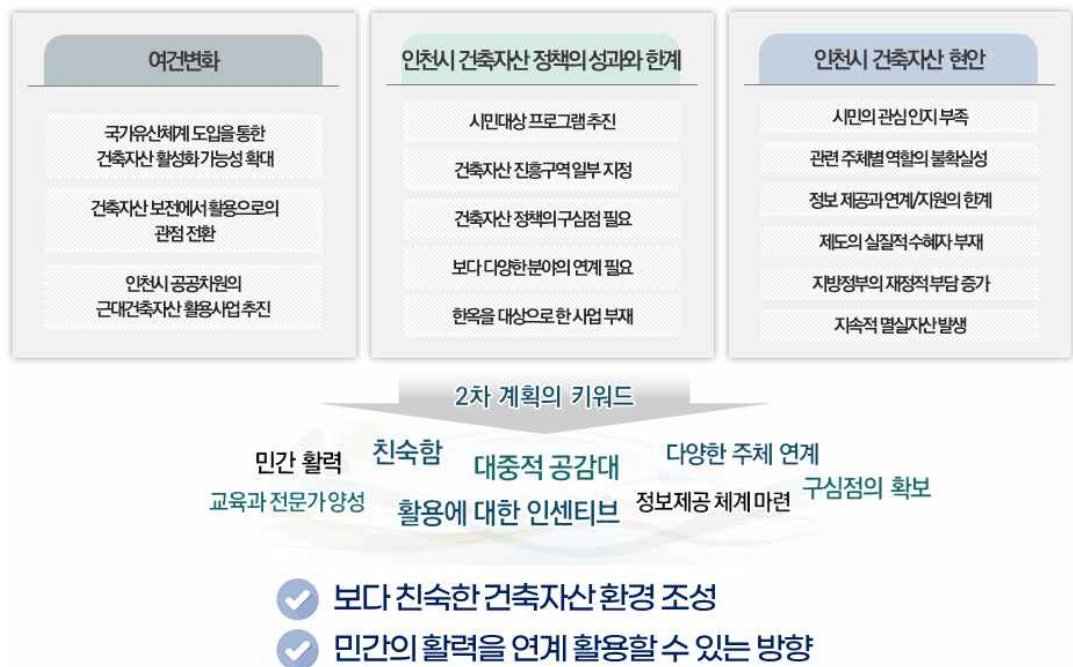 여건변화
국가유산체계 도입을 통한
건축자산 활성화 가능성 확대
건축자산 보전에서 활용으로의
관점 전환
인천시 공공차원의
근대건축자산 활용사업 추진
인천시 건축자산 정책의 성과와 한계
시민대상 프로그램 추진
건축자산 진흥구역 일부 지정
건축자산 정책의 구심점 필요
보다 다양한 분야의 연계 필요
한옥을 대상으로 한 사업 부재
인천시 건축자산 현안
시민의 관심 인지 부족
관련 주체별 역할의 불확실성
정보 제공과 연계/지원의 한계
제도의 실질적 수혜자 부재
지방정부의 재정적 부담 증가
지속적 멸실자산 발생
2차 계획의 키워드
민간 활력
친숙함
대중적 공감대
다양한 주체 연계
교육과 전문가 양성
활용에 대한 인센티브
정보제공 체계 마련
구심점의 확보
보다 친숙한 건축자산 환경 조성
민간의 활력을 연계 활용할 수 있는 방향